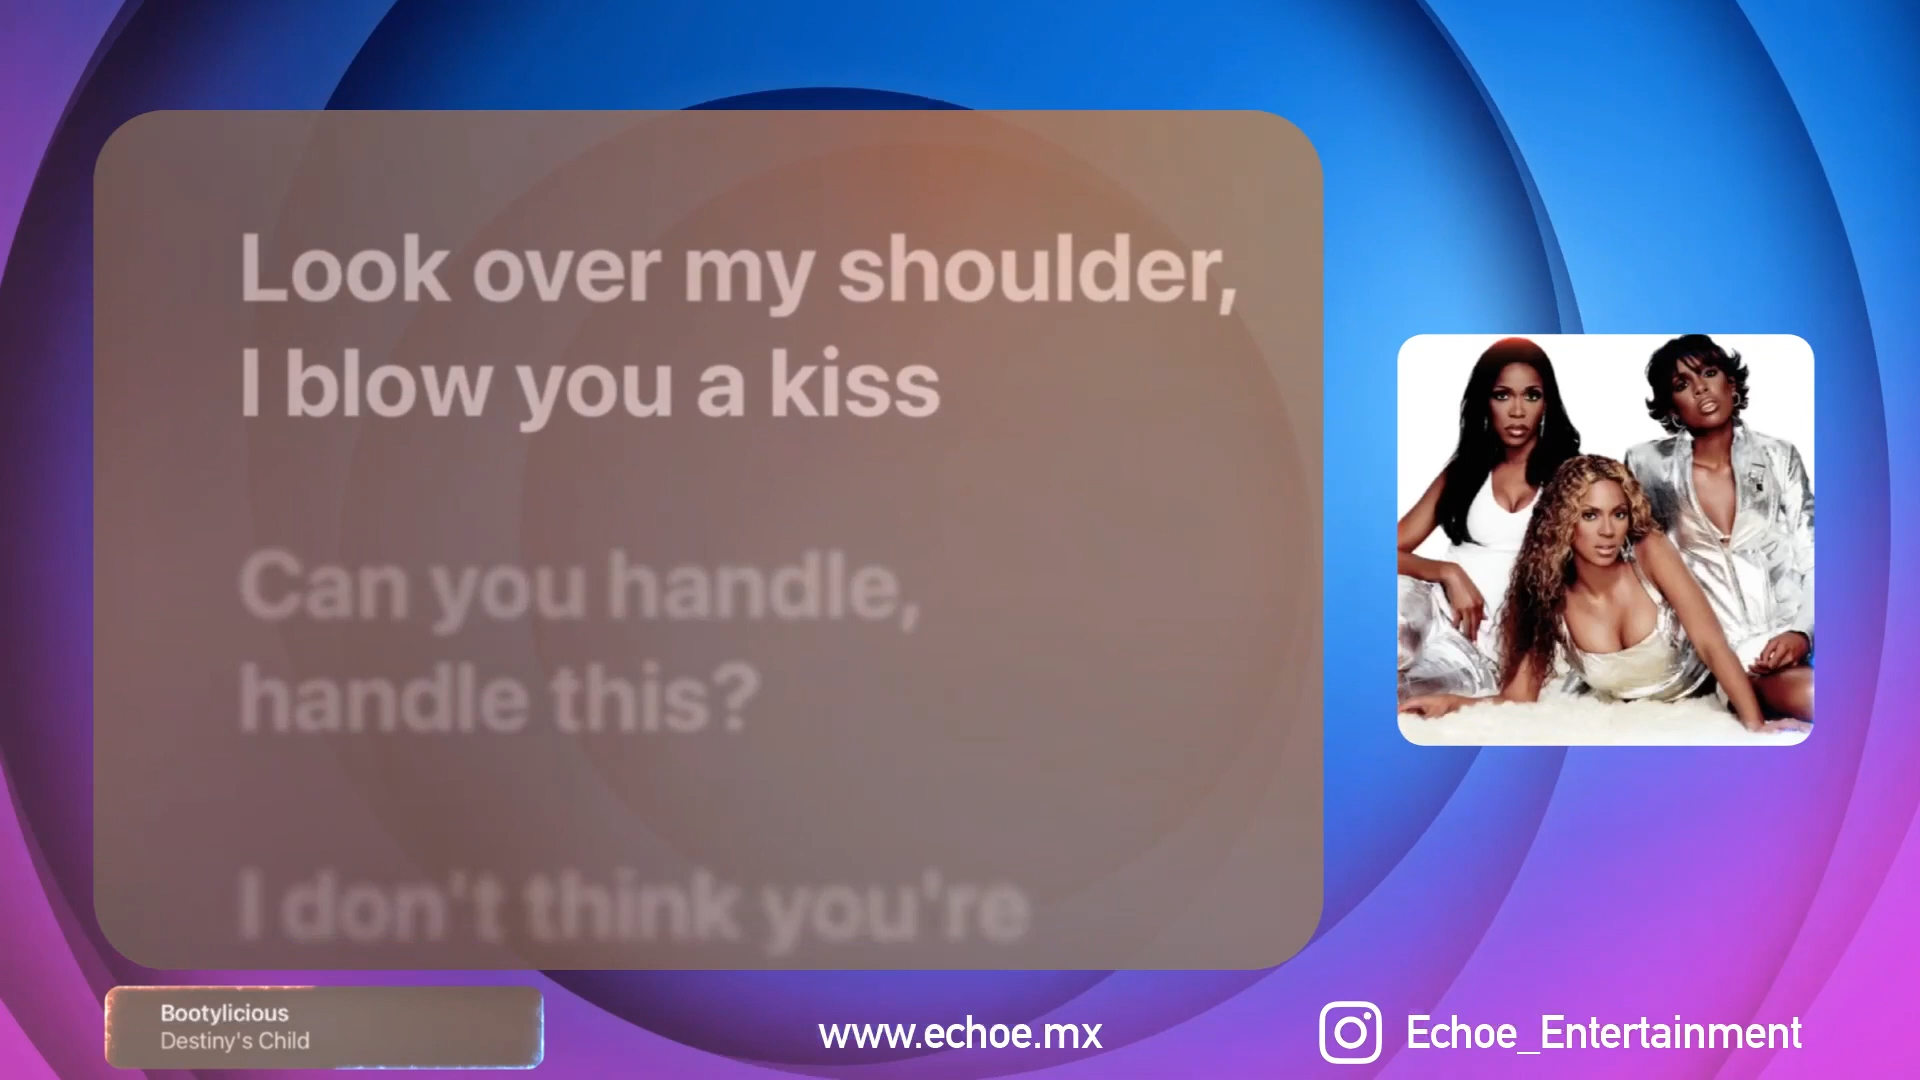 Look over my shoulder,
I blow you a kiss
Can you handle,
handle this?
I don't think you're
Bootylicious
Destiny's Child
www.echoe.mx
Echoe_Entertainment